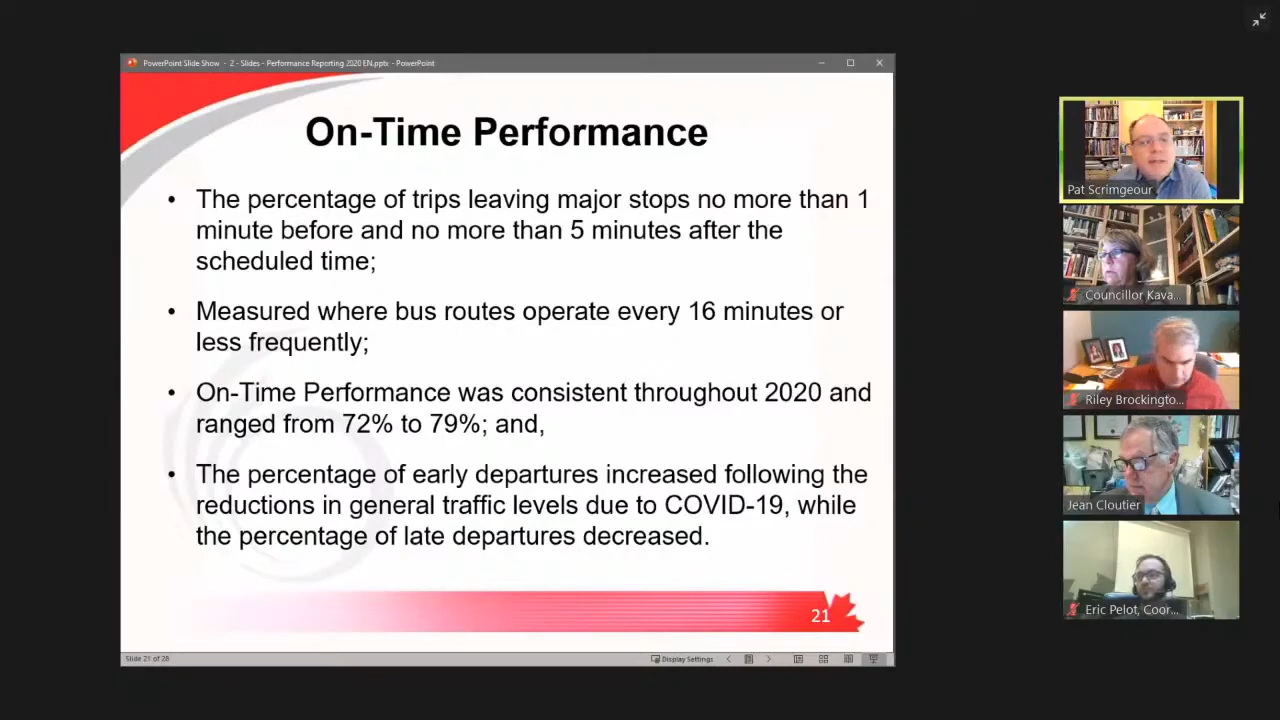 PowerPoint Slide Show - 2 - Slides - Performance Reporting 2020 EN.pptx - PowerPoint
On-Time Performance
• The percentage of trips leaving major stops no more than 1
minute before and no more than 5 minutes after the
scheduled time;
• Measured where bus routes operate every 16 minutes or
less frequently;
• On-Time Performance was consistent throughout 2020 and
ranged from 72% to 79%; and,
• The percentage of early departures increased following the
reductions in general traffic levels due to COVID-19, while
the percentage of late departures decreased.
21
Slide 21 of 28
Display Settings
Pat Scrimgeour
Councillor Kava...
Riley Brockingto...
Jean Cloutier
Eric Pelot, Coor...